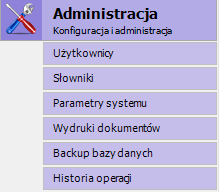 Administracja
Konfiguracja i administracja
Użytkownicy
Słowniki
Parametry systemu
Wydruki dokumentów
Backup bazy danych
Historia operacji